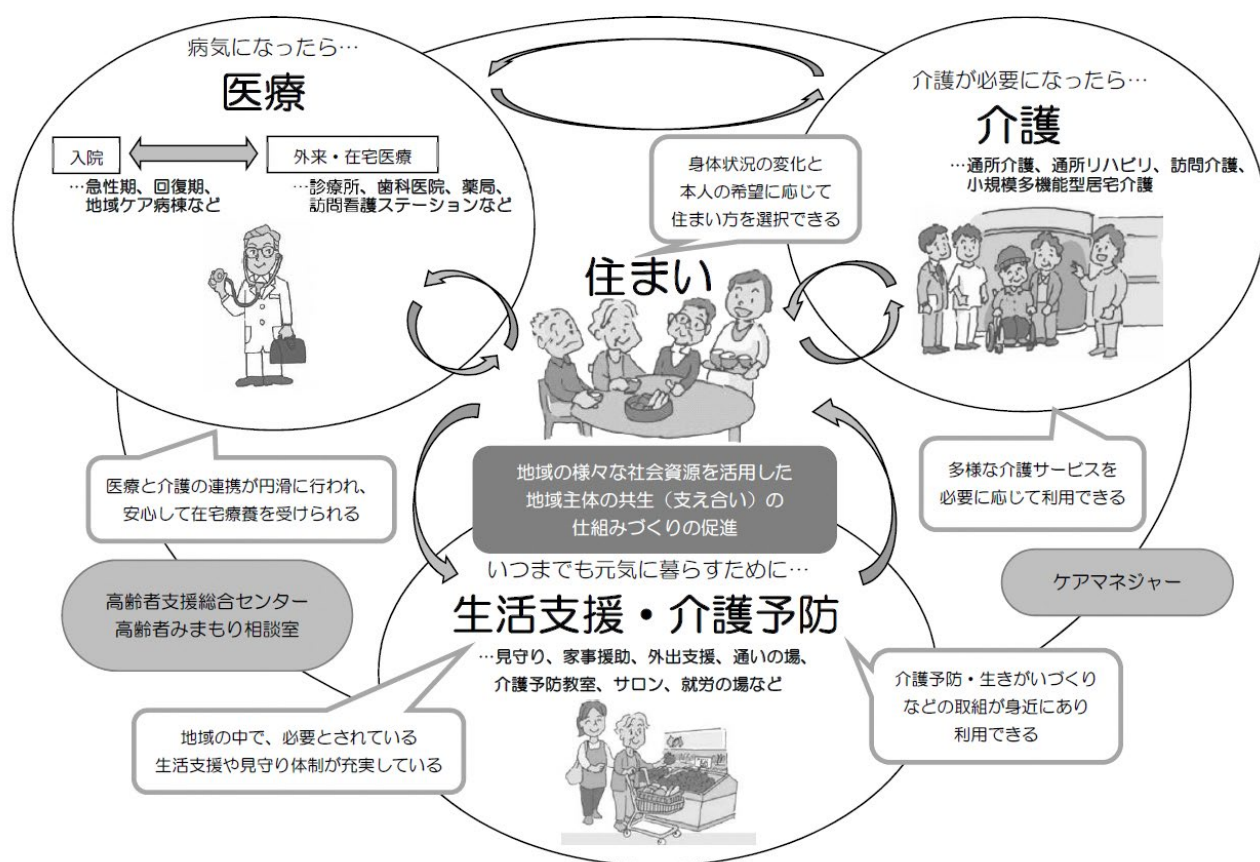 病気になったら…
医療
入院
外来・在宅医療
…急性期、回復期、
地域ケア病棟など
…診療所、歯科医院、薬局、
訪問看護ステーションなど
介護が必要になったら…
介護
…通所介護、通所リハビリ、訪問介護、
小規模多機能型居宅介護
身体状況の変化と
本人の希望に応じて
住まい方を選択できる
住まい
医療と介護の連携が円滑に行われ、
安心して在宅療養を受けられる
地域の様々な社会資源を活用した
地域主体の共生（支え合い）の
仕組みづくりの促進
多様な介護サービスを
必要に応じて利用できる
高齢者支援総合センター
高齢者みまもり相談室
ケアマネジャー
いつまでも元気に暮らすために…
生活支援・介護予防
…見守り、家事援助、外出支援、通いの場、
介護予防教室、サロン、就労の場など
地域の中で、必要とされている
生活支援や見守り体制が充実している
介護予防・生きがいづくり
などの取組が身近にあり
利用できる